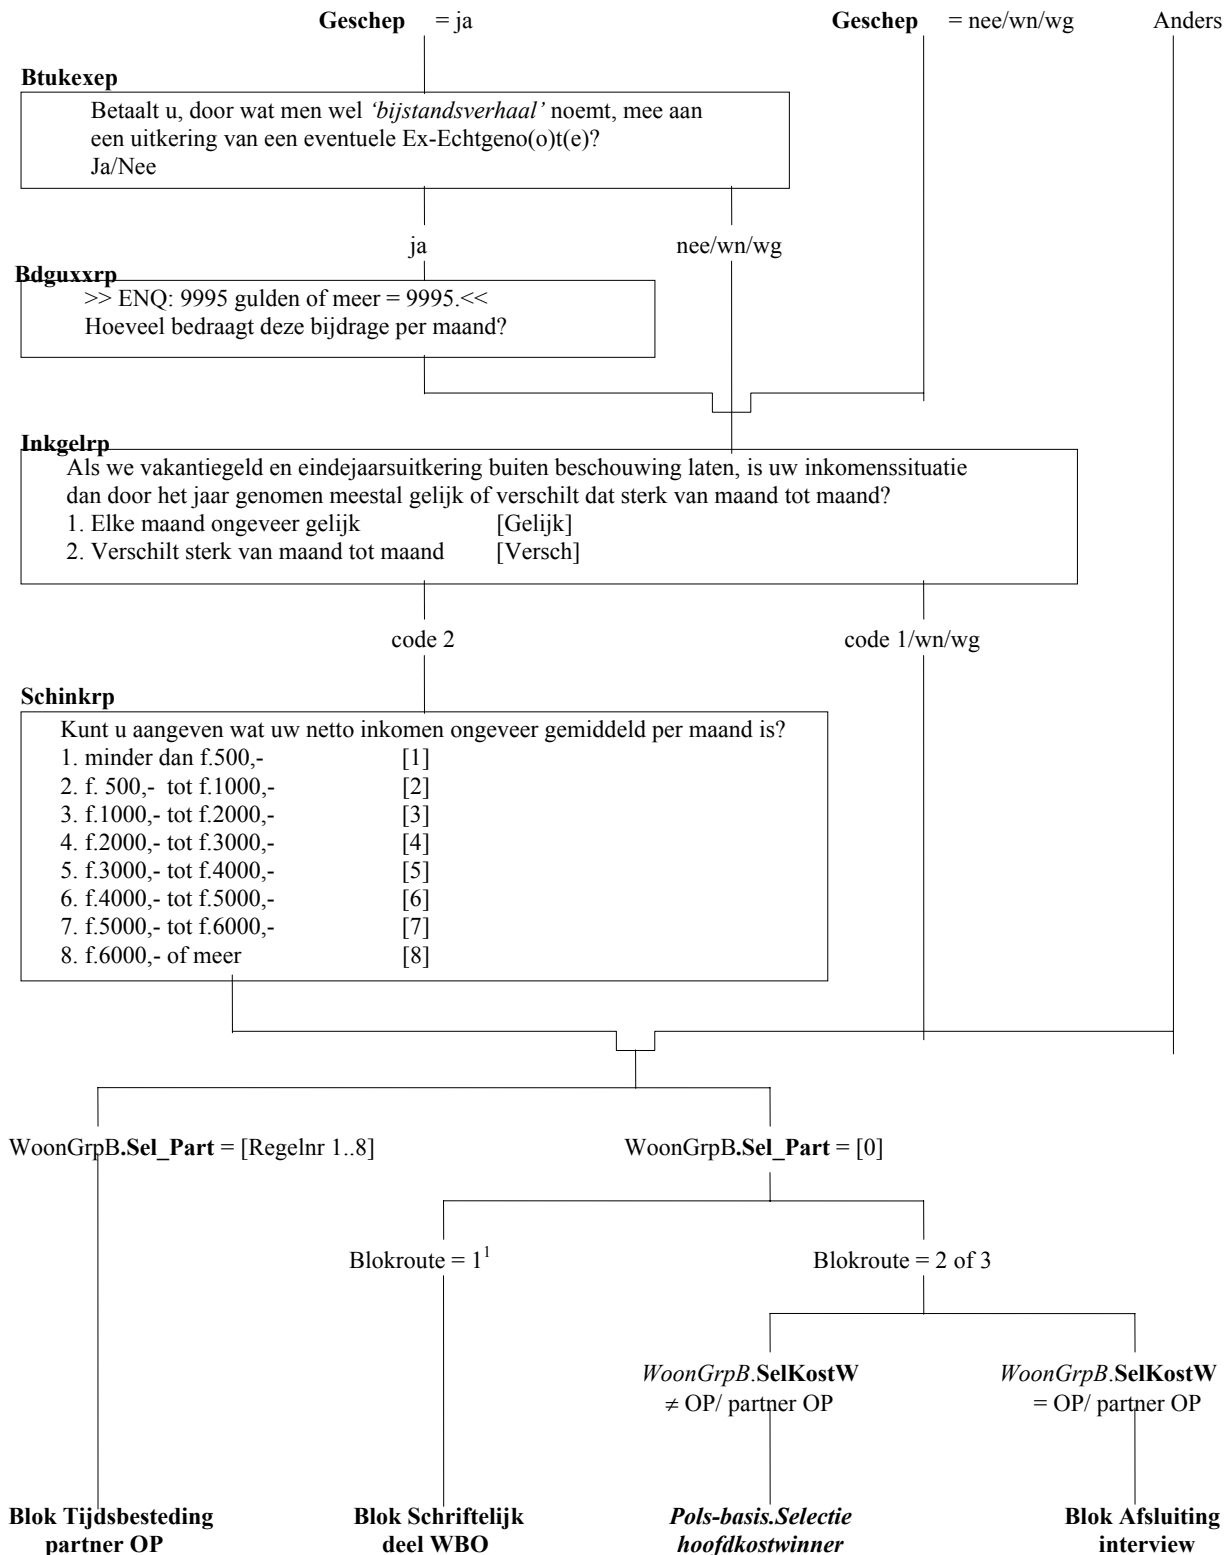 Geschep = ja
Geschep = nee/wn/wg
Anders
Btukexep
Betaalt u, door wat men wel 'bijstandsverhaal' noemt, mee aan
een uitkering van een eventuele Ex-Echtgeno(o)t(e)?
Ja/Nee
ja
nee/wn/wg
Bdguxxrp
>> ENQ: 9995 gulden of meer = 9995.<<
Hoeveel bedraagt deze bijdrage per maand?
Inkgelrp
Als we vakantiegeld en eindejaarsuitkering buiten beschouwing laten, is uw inkomenssituatie
dan door het jaar genomen meestal gelijk of verschilt dat sterk van maand tot maand?
1. Elke maand ongeveer gelijk [Gelijk]
2. Verschilt sterk van maand tot maand [Versch]
code 2
code 1/wn/wg
Schinkrp
Kunt u aangeven wat uw netto inkomen ongeveer gemiddeld per maand is?
1. minder dan f.500,- [1]
2. f. 500,- tot f.1000,- [2]
3. f.1000,- tot f.2000,- [3]
4. f.2000,- tot f.3000,- [4]
5. f.3000,- tot f.4000,- [5]
6. f.4000,- tot f.5000,- [6]
7. f.5000,- tot f.6000,- [7]
8. f.6000,- of meer [8]
WoonGrpB.Sel_Part = [Regelnr 1..8]
WoonGrpB.Sel_Part = [0]
Blokroute = 1¹
Blokroute = 2 of 3
WoonGrpB.SelKostW
≠ OP/ partner OP
WoonGrpB.SelKostW
= OP/ partner OP
Blok Tijdsbesteding
partner OP
Blok Schriftelijk
deel WBO
Pols-basis.Selectie
hoofdkostwinner
Blok Afsluiting
interview